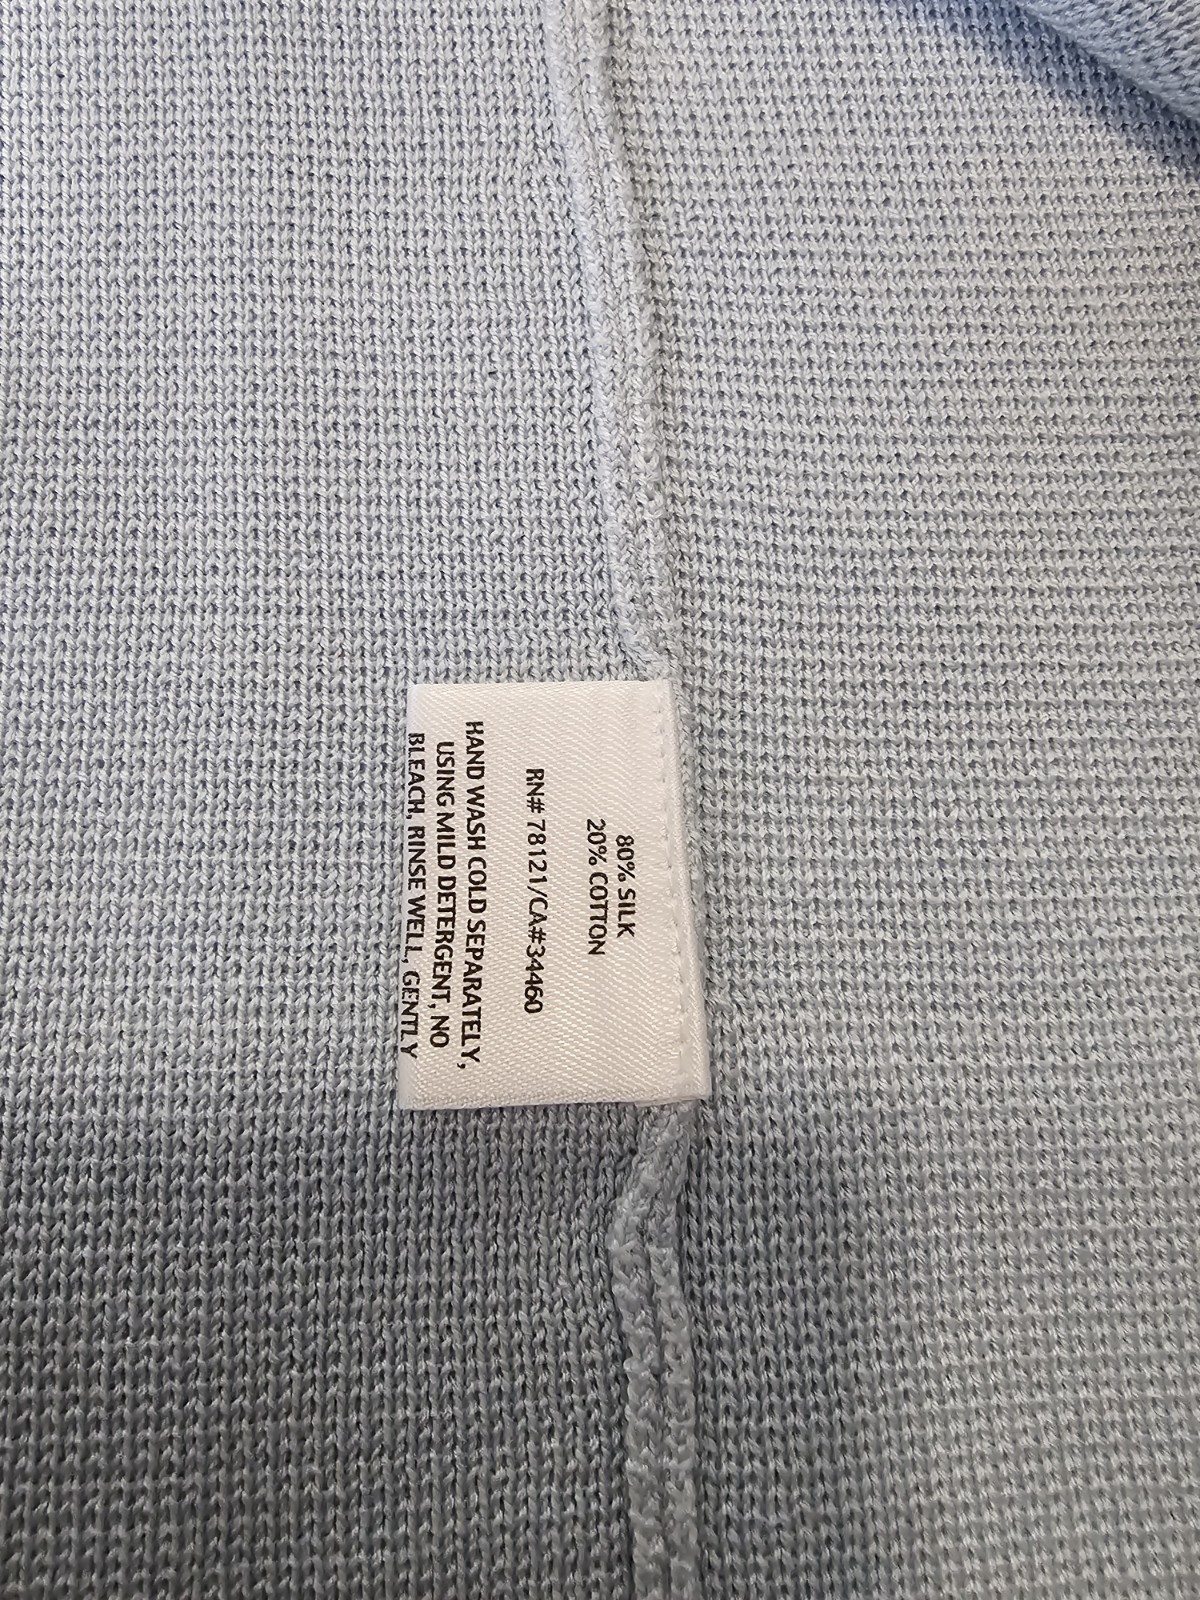 80% SILK
20% COTTON
RN# 78121/CA#34460
HAND WASH COLD SEPARATELY,
USING MILD DETERGENT, NO
BLEACH, RINSE WELL, GENTLY